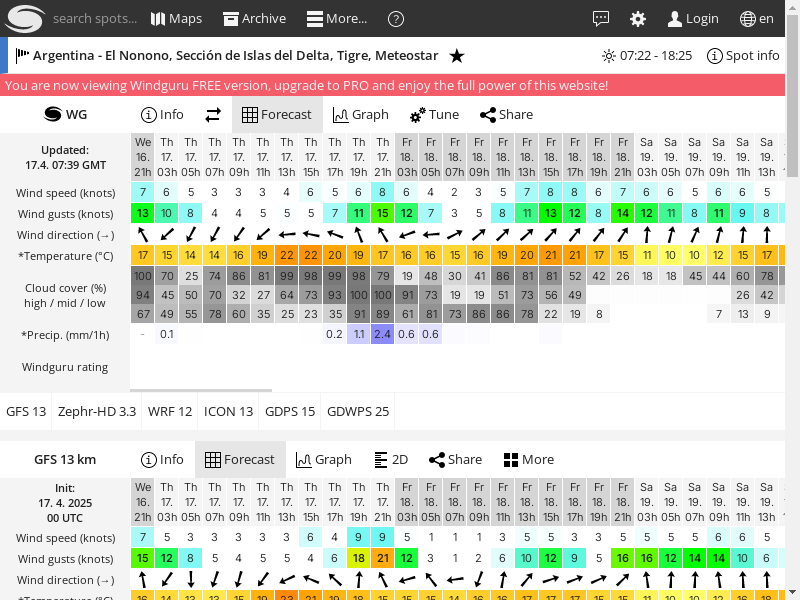 search spots... Maps Archive More... ? Login en
Argentina - El Nonono, Sección de Islas del Delta, Tigre, Meteostar ★ 07:22 - 18:25 Spot info
You are now viewing Windguru FREE version, upgrade to PRO and enjoy the full power of this website!
WG Info Forecast Graph Tune Share
Updated:
17.4. 07:39 GMT
We Th Th Th Th Th Th Th Th Th Th Fr Fr Fr Fr Fr Fr Fr Fr Fr Fr Sa Sa Sa Sa Sa Sa
16. 17. 17. 17. 17. 17. 17. 17. 17. 17. 17. 18. 18. 18. 18. 18. 18. 18. 18. 18. 18. 19. 19. 19. 19. 19. 19.
21h 03h 05h 07h 09h 11h 13h 15h 17h 19h 21h 03h 05h 07h 09h 11h 13h 15h 17h 19h 21h 03h 05h 07h 09h 11h 13h
Wind speed (knots) 7 6 5 3 3 3 4 6 5 6 8 6 4 2 3 5 7 8 8 6 7 6 6 5 6 6 5
Wind gusts (knots) 13 10 8 4 4 5 5 5 7 11 15 12 7 3 5 8 11 13 12 8 14 12 11 8 11 9 8
Wind direction (→)
*Temperature (°C) 17 15 14 14 16 19 22 22 20 19 17 16 16 15 16 19 20 21 21 17 15 11 10 10 12 15 17
Cloud cover (%)
high / mid / low
100 70 25 74 86 81 99 98 99 98 79 19 48 30 41 86 81 81 52 42 26 18 18 45 44 60 78
94 45 50 70 32 27 64 73 93 100 100 91 73 19 19 51 73 56 49 26 42
67 49 55 78 60 35 25 23 35 91 89 61 81 73 86 86 78 22 19 8 7 13 9
*Precip. (mm/1h) - 0.1 0.2 1.1 2.4 0.6 0.6
Windguru rating
GFS 13 Zephr-HD 3.3 WRF 12 ICON 13 GDPS 15 GDWPS 25
GFS 13 km Info Forecast Graph 2D Share More
Init:
17. 4. 2025
00 UTC
We Th Th Th Th Th Th Th Th Th Th Fr Fr Fr Fr Fr Fr Fr Fr Fr Fr Sa Sa Sa Sa Sa Sa
16. 17. 17. 17. 17. 17. 17. 17. 17. 17. 17. 18. 18. 18. 18. 18. 18. 18. 18. 18. 18. 19. 19. 19. 19. 19. 19.
21h 03h 05h 07h 09h 11h 13h 15h 17h 19h 21h 03h 05h 07h 09h 11h 13h 15h 17h 19h 21h 03h 05h 07h 09h 11h 13h
Wind speed (knots) 7 5 3 3 3 3 3 6 4 9 9 5 1 1 1 3 5 5 3 3 5 5 5 5 6 6 5
Wind gusts (knots) 15 12 8 5 4 5 5 4 6 18 21 12 3 1 2 6 10 12 9 5 16 16 12 14 14 10 6
Wind direction (→)